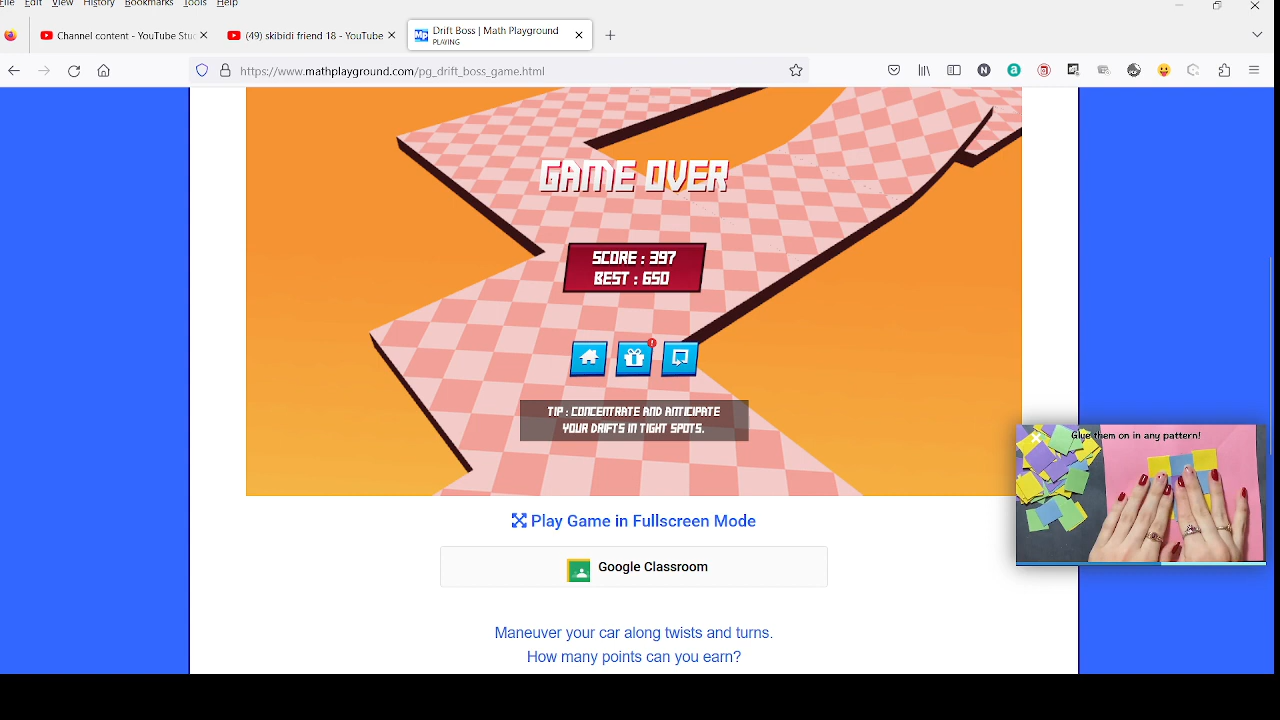 File Edit View History Bookmarks Tools Help
Channel content - YouTube Stu
(49) skibidi friend 18 - YouTube
Mp
Drift Boss | Math Playground
PLAYING
https://www.mathplayground.com/pg_drift_boss_game.html
GAME OVER
SCORE : 397
BEST : 650
TIP : CONCENTRATE AND ANTICIPATE
YOUR DRIFTS IN TIGHT SPOTS.
Glue them on in any pattern!
Play Game in Fullscreen Mode
Google Classroom
Maneuver your car along twists and turns.
How many points can you earn?